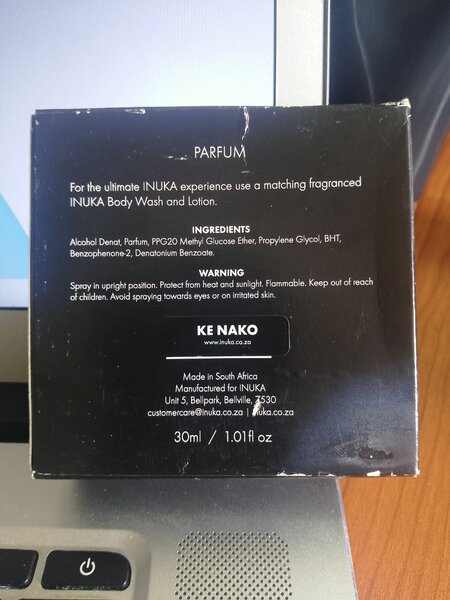 PARFUM
For the ultimate INUKA experience use a matching fragranced
INUKA Body Wash and Lotion.
INGREDIENTS
Alcohol Denat, Parfum, PPG20 Methyl Glucose Ether, Propylene Glycol, BHT,
Benzophenone-2, Denatonium Benzoate.
WARNING
Spray in upright position. Protect from heat and sunlight. Flammable. Keep out of reach
of children. Avoid spraying towards eyes or on irritated skin.
KE NAKO
www.inuka.co.za
Made in South Africa
Manufactured for INUKA
Unit 5, Bellpark, Bellville, 7530
customercare@inuka.co.za | inuka.co.za
30ml / 1.01fl oz